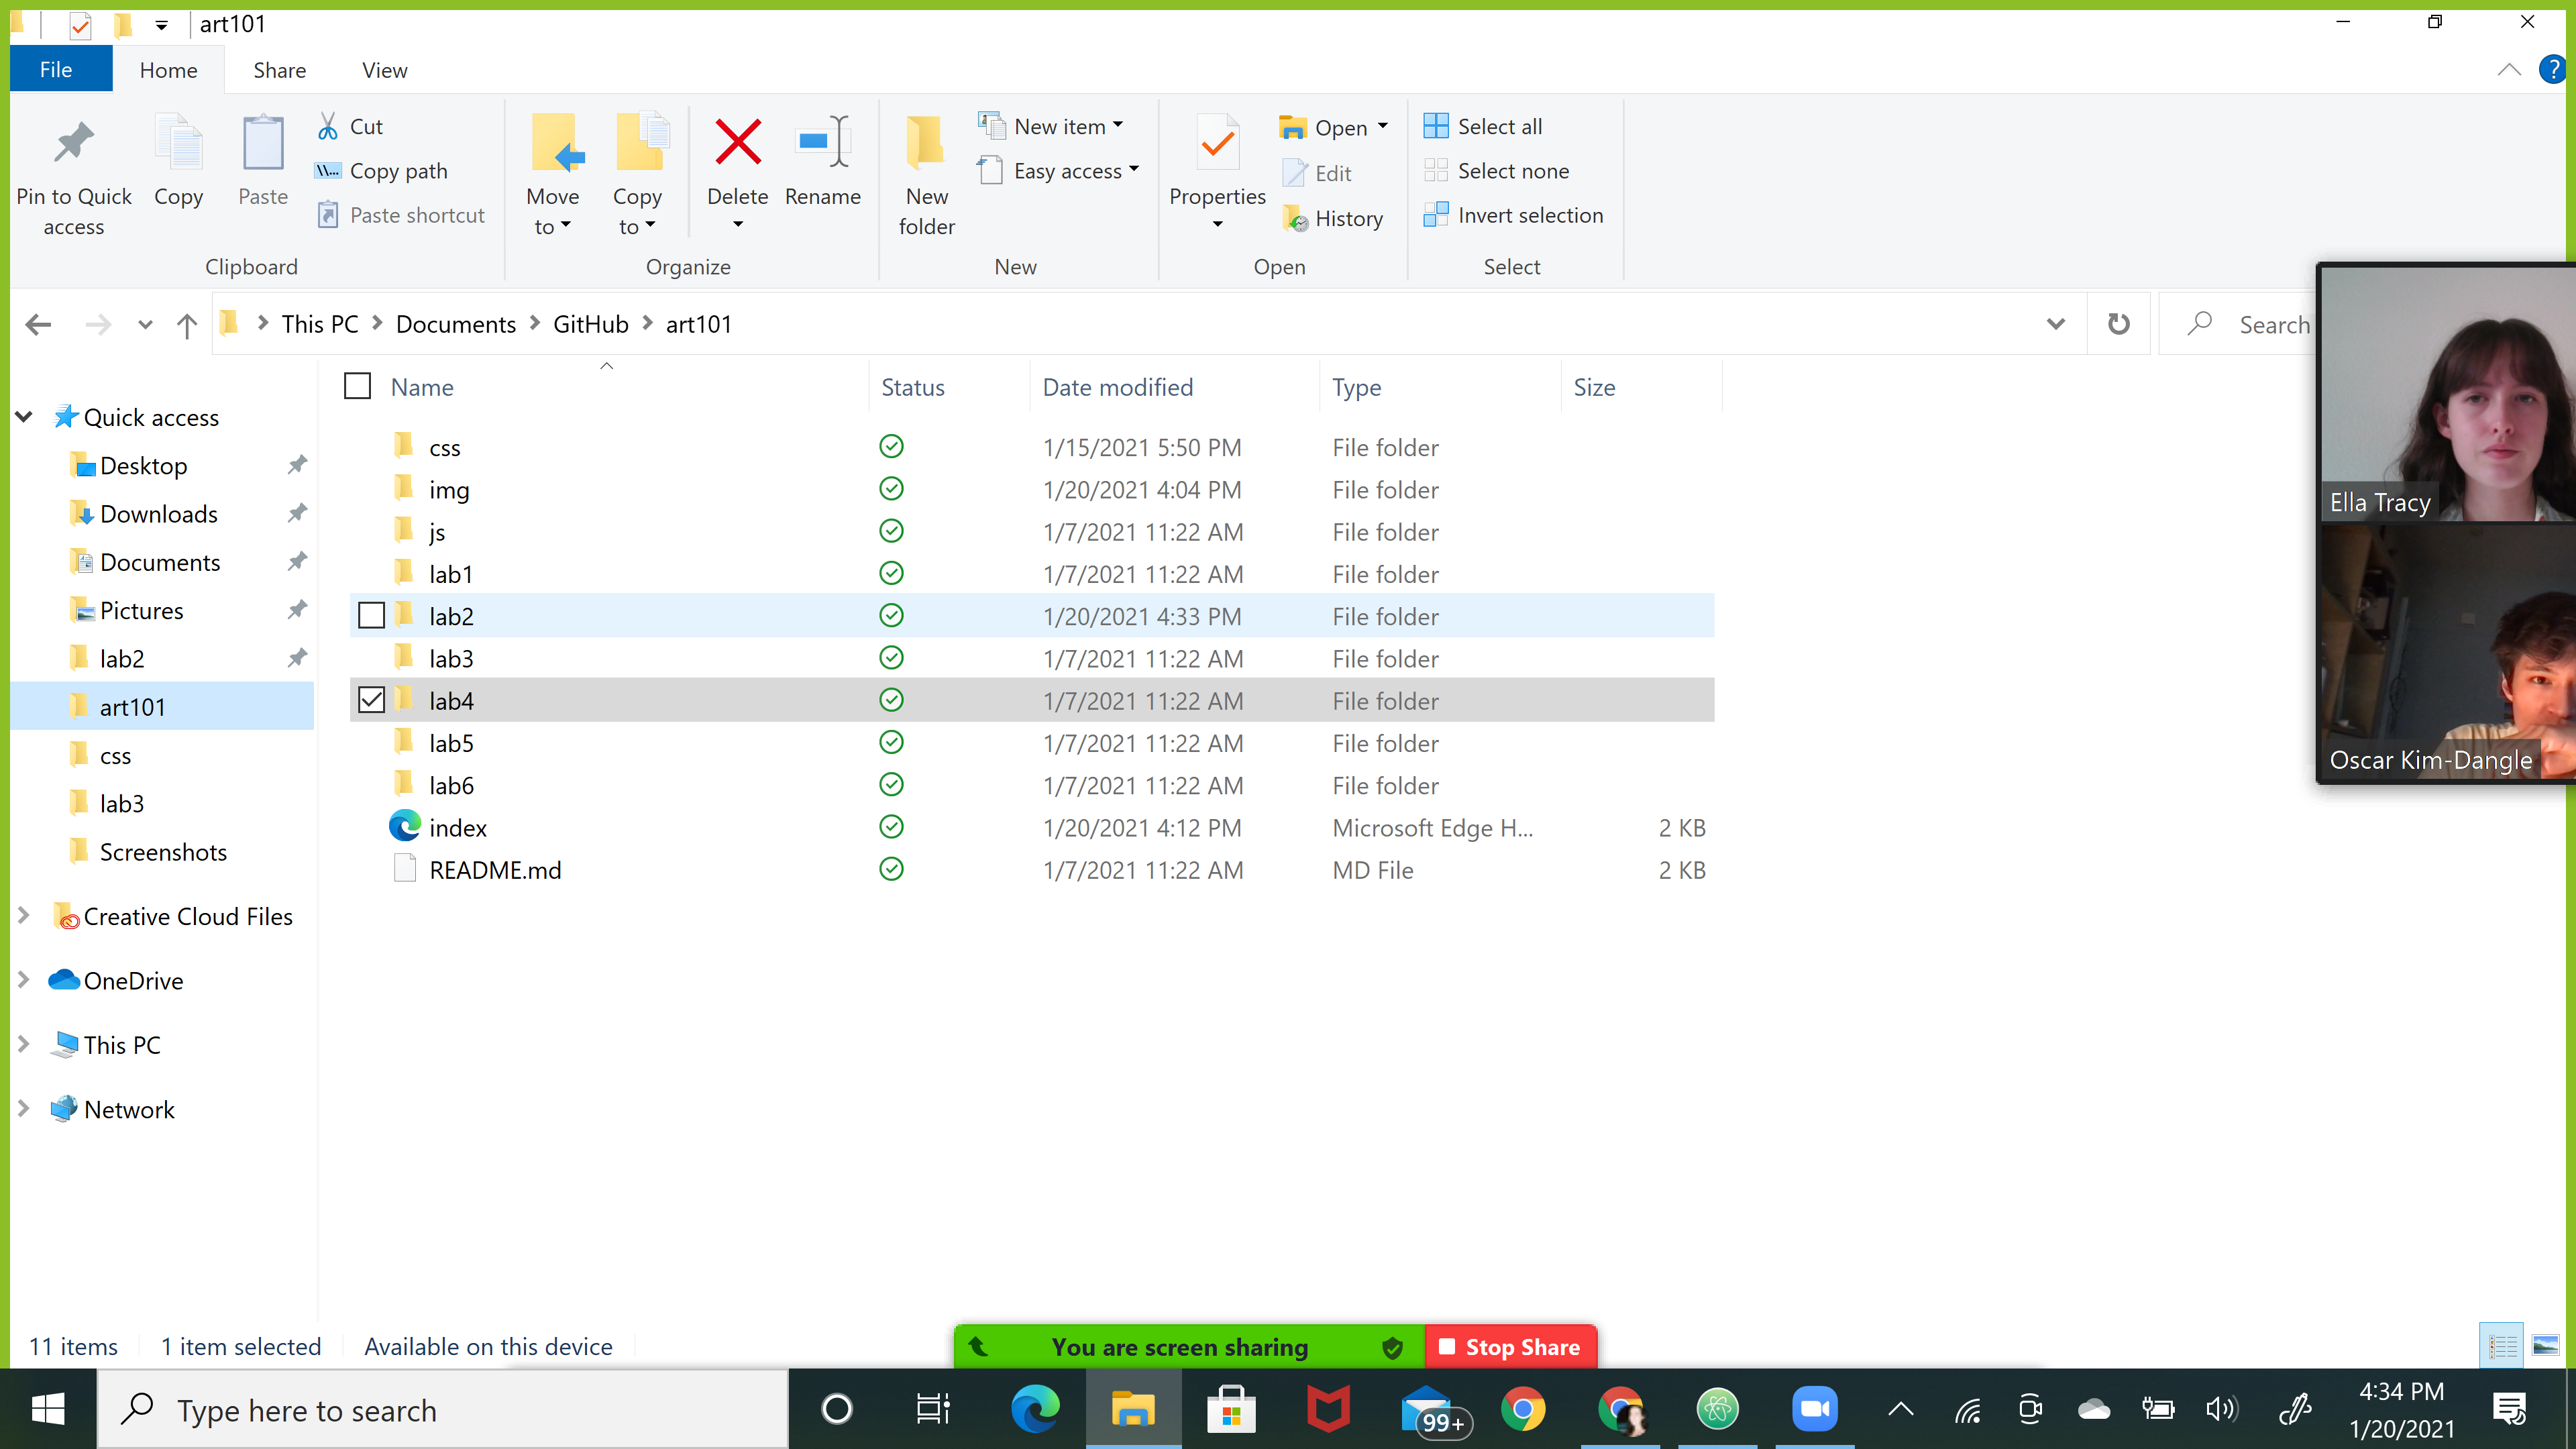 art101
File Home Share View
Pin to Quick access
Copy
Paste
Cut
Copy path
Paste shortcut
Clipboard
Move to
Copy to
Delete
Rename
Organize
New folder
New item
Easy access
New
Properties
Open
Edit
History
Open
Select all
Select none
Invert selection
Select
This PC > Documents > GitHub > art101
Search
Name Status Date modified Type Size
Quick access
Desktop
Downloads
Documents
Pictures
lab2
art101
css
lab3
Screenshots
Creative Cloud Files
OneDrive
This PC
Network
css 1/15/2021 5:50 PM File folder
img 1/20/2021 4:04 PM File folder
js 1/7/2021 11:22 AM File folder
lab1 1/7/2021 11:22 AM File folder
lab2 1/20/2021 4:33 PM File folder
lab3 1/7/2021 11:22 AM File folder
lab4 1/7/2021 11:22 AM File folder
lab5 1/7/2021 11:22 AM File folder
lab6 1/7/2021 11:22 AM File folder
index 1/20/2021 4:12 PM Microsoft Edge H... 2 KB
README.md 1/7/2021 11:22 AM MD File 2 KB
Ella Tracy
Oscar Kim-Dangle
11 items 1 item selected Available on this device
You are screen sharing Stop Share
Type here to search
99+
4:34 PM
1/20/2021